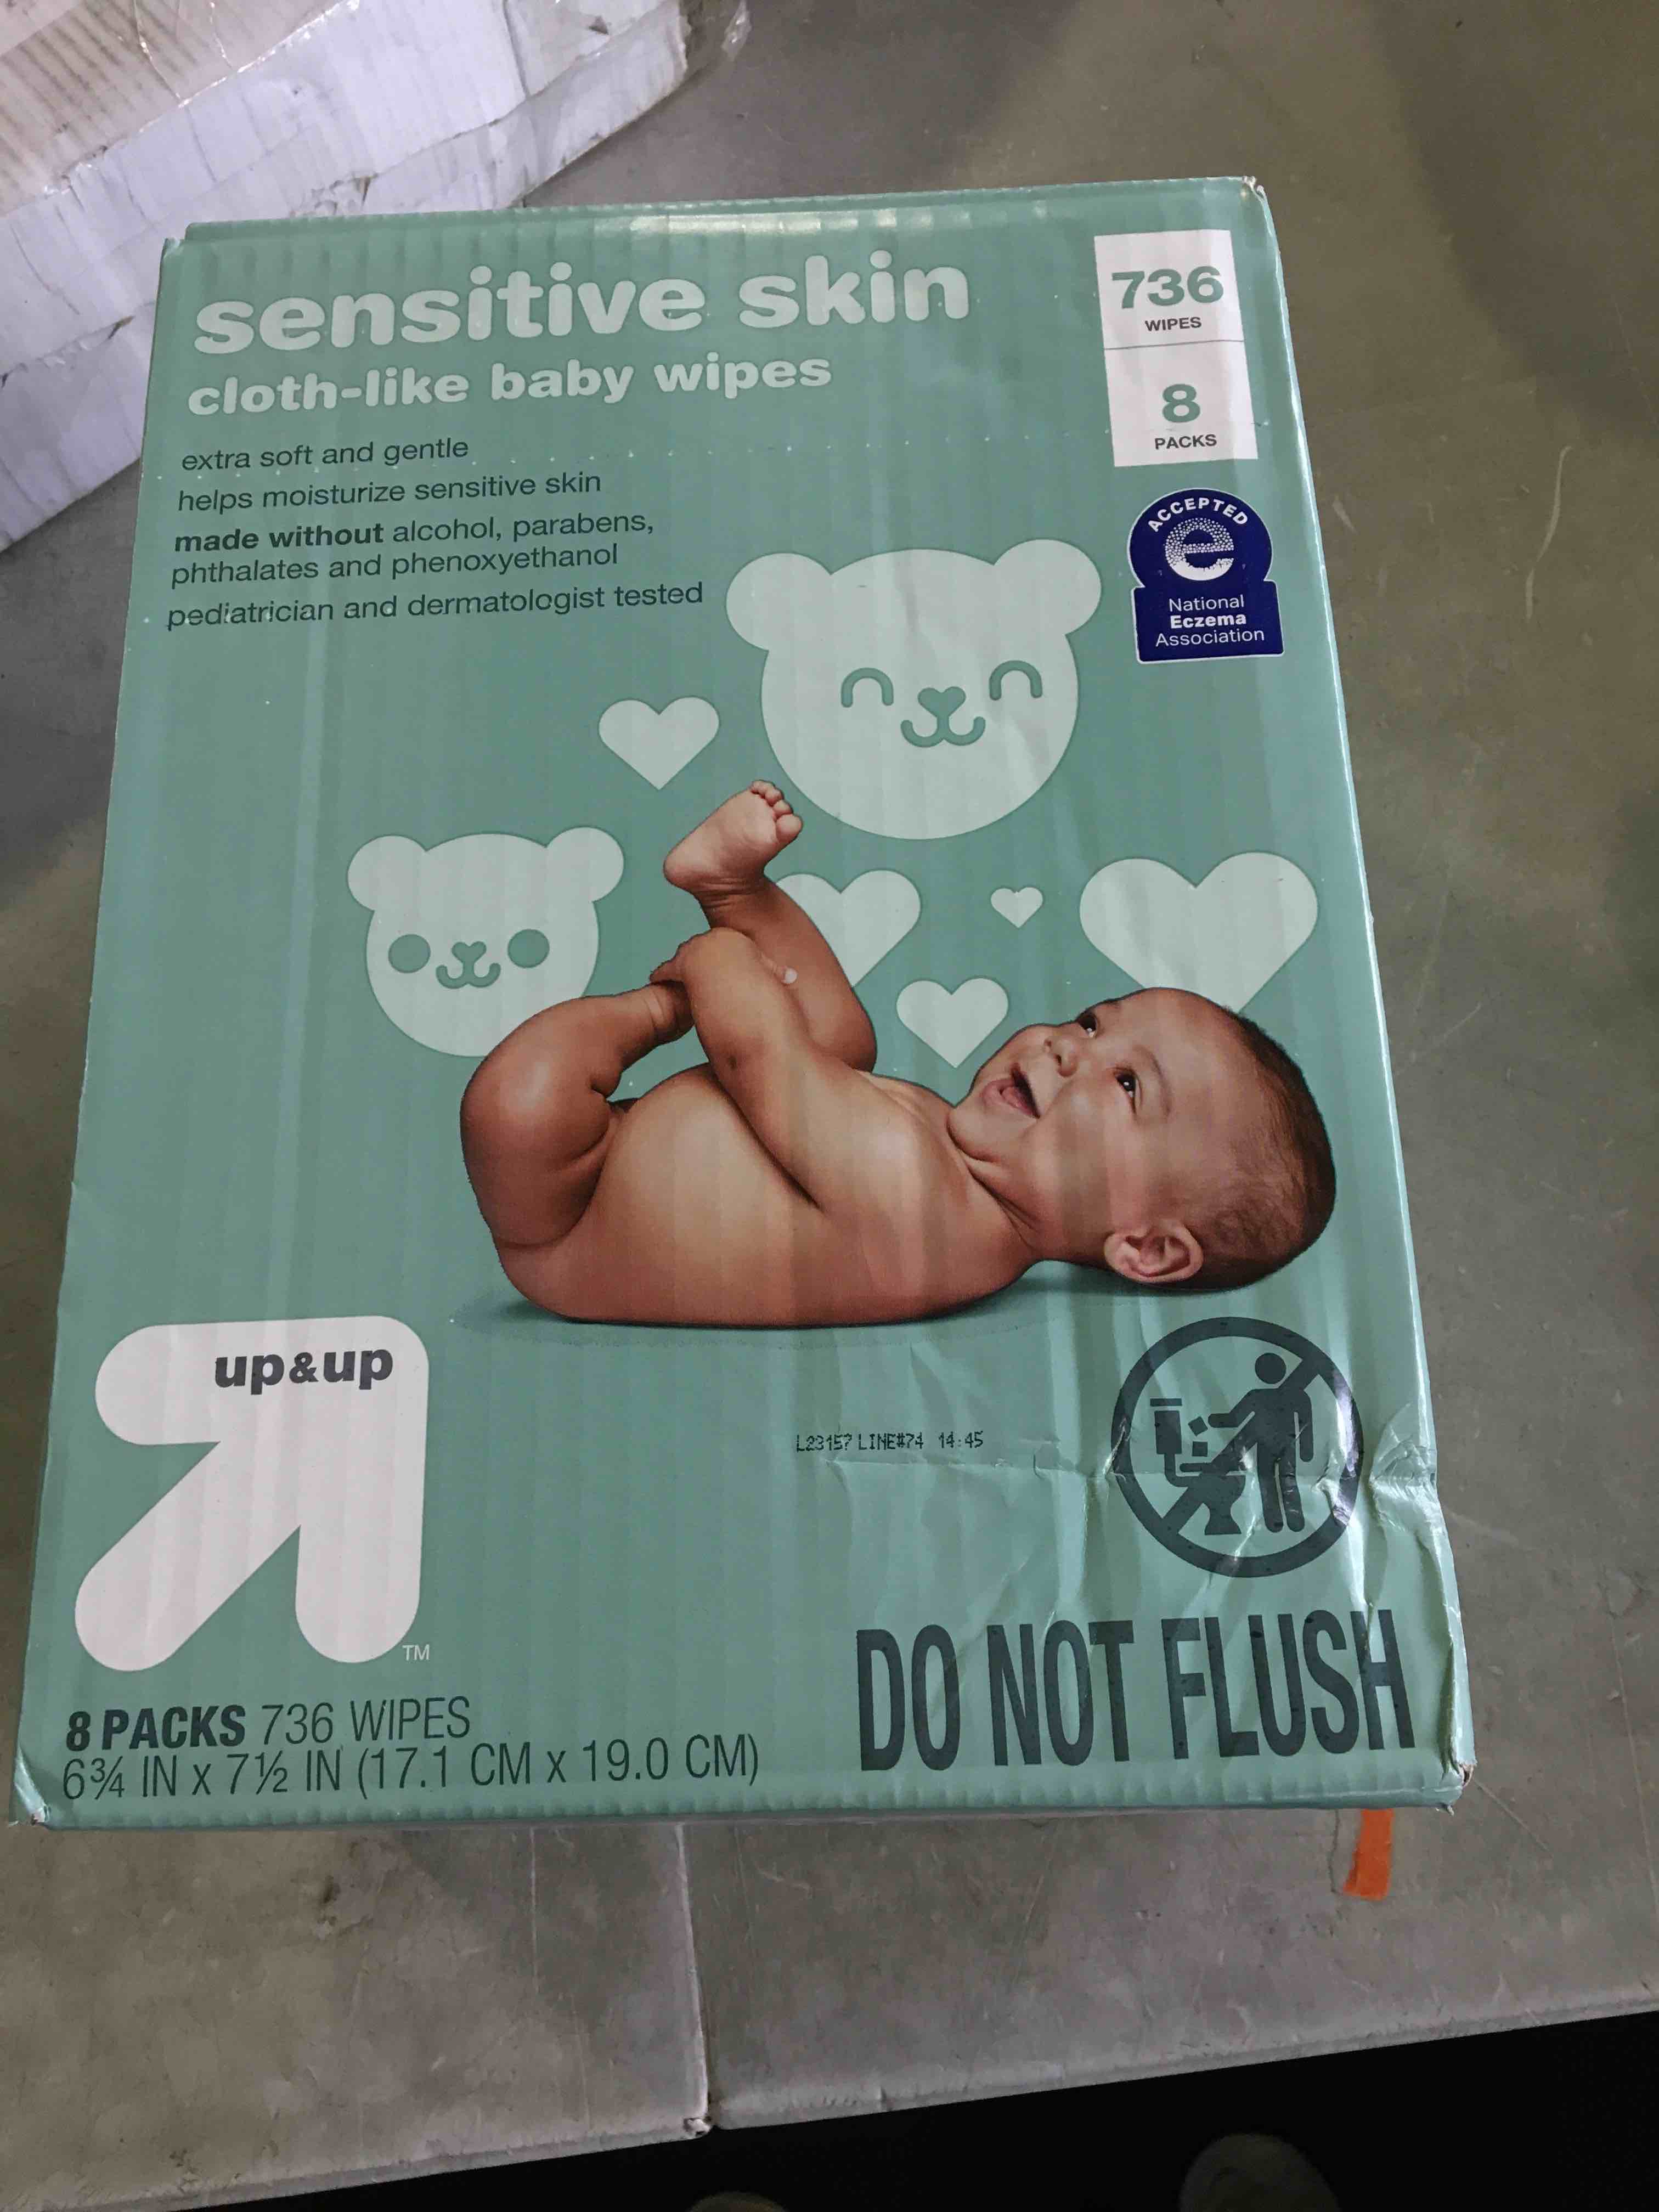 sensitive skin
cloth-like baby wipes
extra soft and gentle
helps moisturize sensitive skin
made without alcohol, parabens,
phthalates and phenoxyethanol
pediatrician and dermatologist tested
736
WIPES
8
PACKS
ACCEPTED
e
National
Eczema
Association
up&up
TM
L23157 LINE#74 14:45
DO NOT FLUSH
8 PACKS 736 WIPES
6¾ IN x 7½ IN (17.1 CM x 19.0 CM)